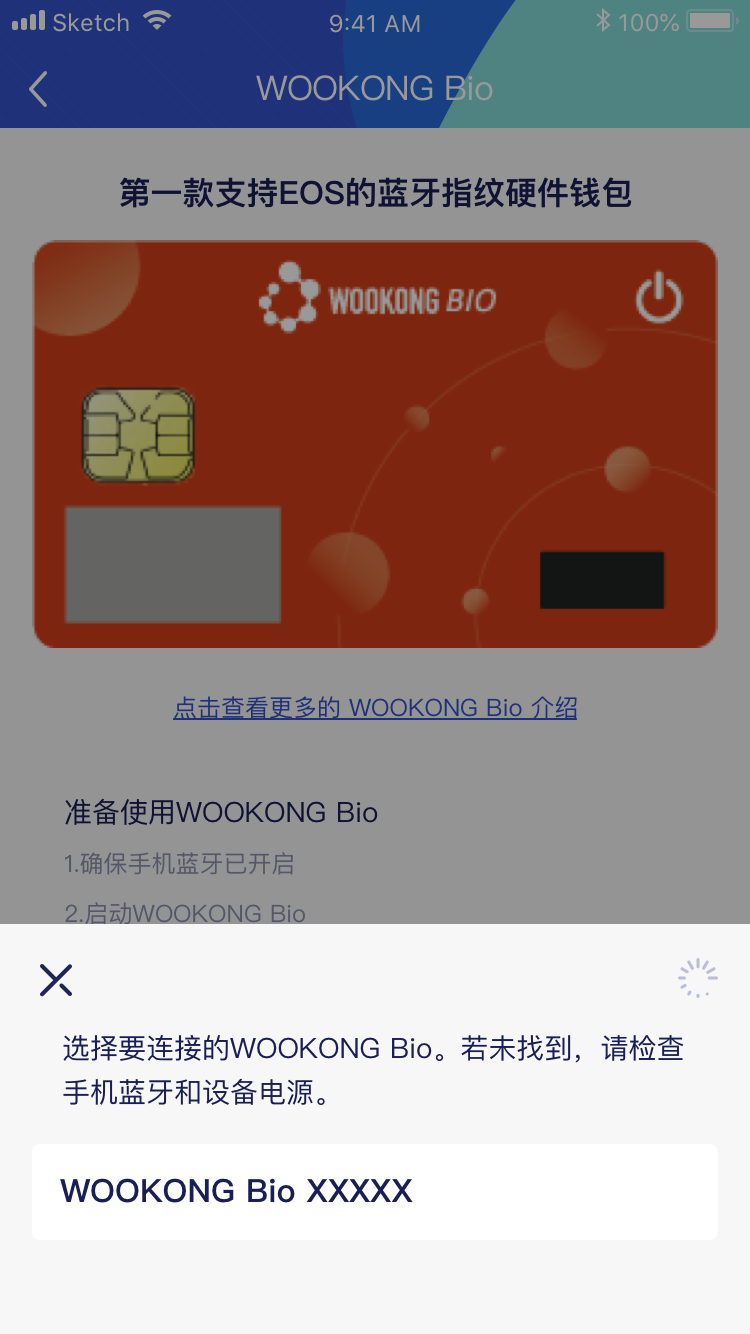 Sketch 9:41 AM 100%
WOOKONG Bio
第一款支持EOS的蓝牙指纹硬件钱包
WOOKONG BIO
点击查看更多的 WOOKONG Bio 介绍
准备使用WOOKONG Bio
1.确保手机蓝牙已开启
2.启动WOOKONG Bio
选择要连接的WOOKONG Bio。若未找到，请检查
手机蓝牙和设备电源。
WOOKONG Bio XXXXX